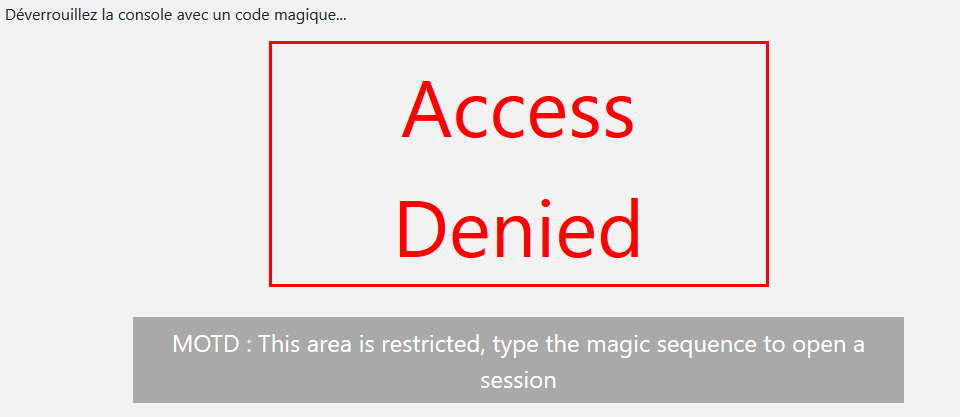 Déverrouillez la console avec un code magique...
Access
Denied
MOTD : This area is restricted, type the magic sequence to open a
session